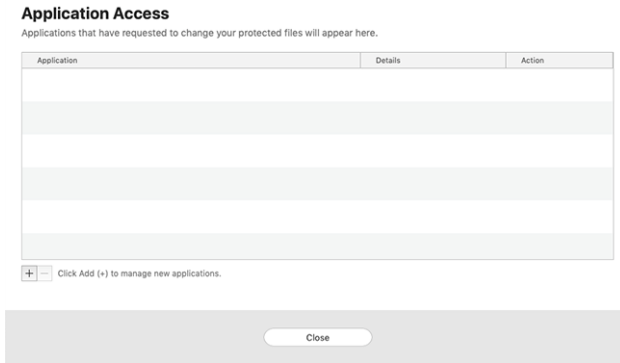 Application Access
Applications that have requested to change your protected files will appear here.
Application Details Action
+ − Click Add (+) to manage new applications.
Close